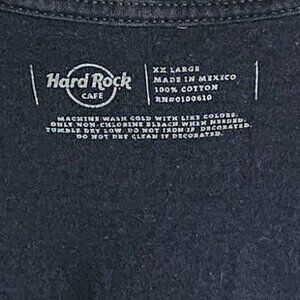 Hard Rock
CAFE
XX LARGE
MADE IN MEXICO
100% COTTON
RN#0100610
MACHINE WASH COLD WITH LIKE COLORS.
ONLY NON-CHLORINE BLEACH WHEN NEEDED.
TUMBLE DRY LOW. DO NOT IRON IF DECORATED.
DO NOT DRY CLEAN IF DECORATED.